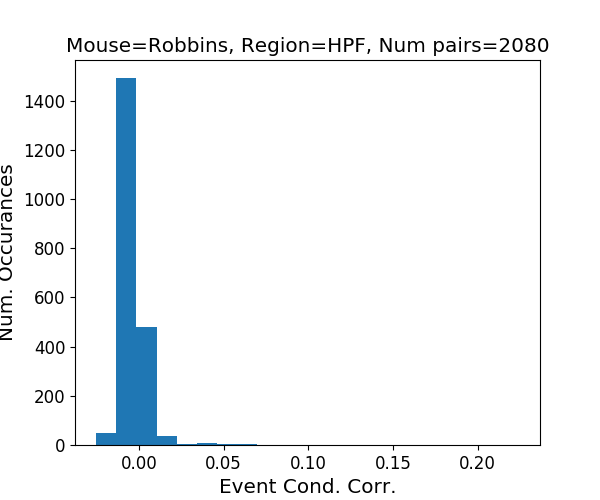 Mouse=Robbins, Region=HPF, Num pairs=2080
1400
1200
1000
800
600
400
200
0
Num. Occurances
0.00 0.05 0.10 0.15 0.20
Event Cond. Corr.